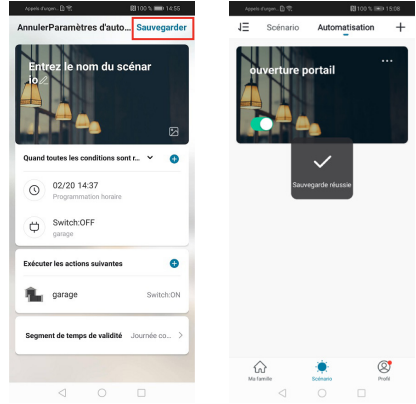 Appels d'urgen..
100 % 14:55
AnnulerParamètres d'auto... Sauvegarder
Entrez le nom du scénar
io
Quand toutes les conditions sont r...
02/20 14:37
Programmation horaire
Switch:OFF
garage
Exécuter les actions suivantes
garage Switch:ON
Segment de temps de validité Journée co... >
Appels d'urgen..
100 % 15:08
Scénario Automatisation +
ouverture portail
...
Sauvegarde réussie
Ma famille Scénario Profil